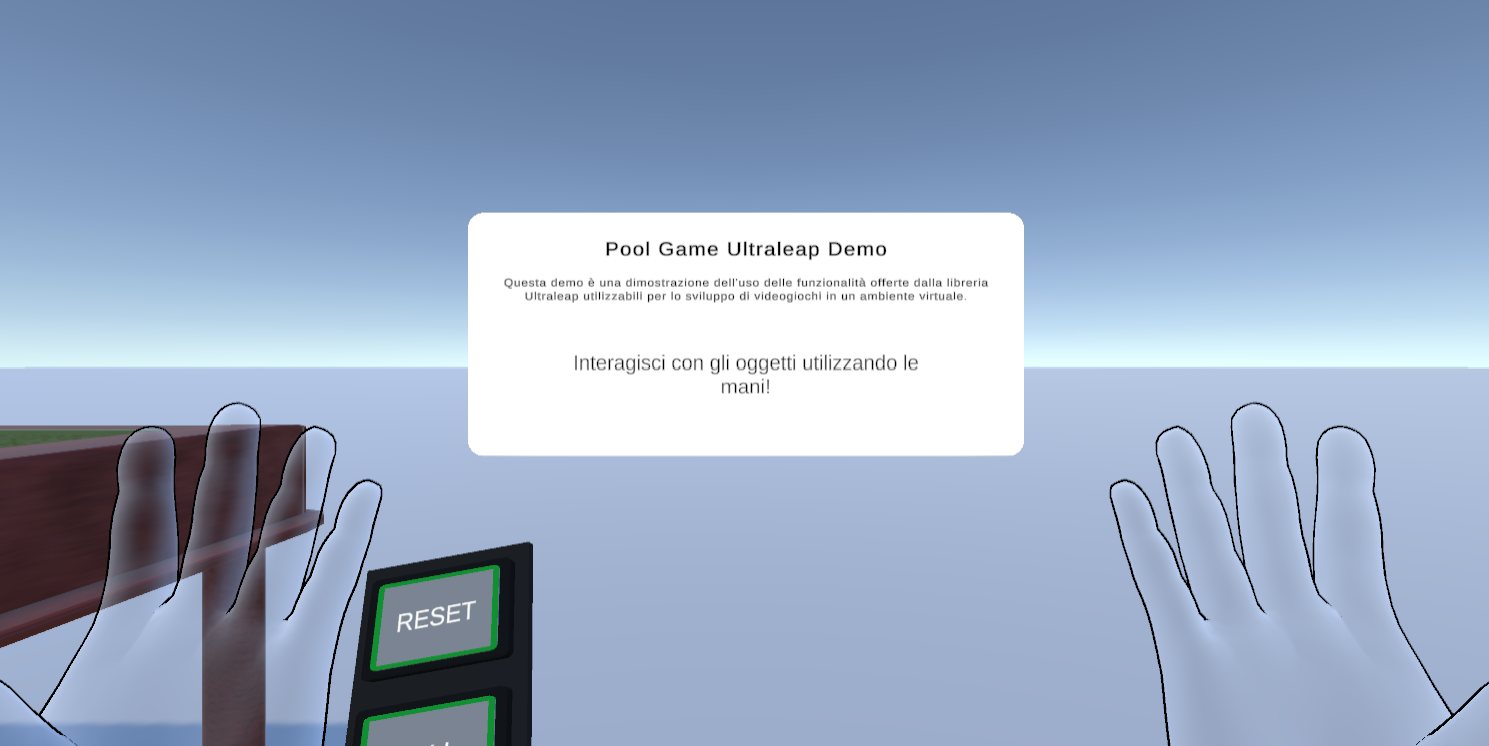 Pool Game Ultraleap Demo
Questa demo è una dimostrazione dell'uso delle funzionalità offerte dalla libreria
Ultraleap utilizzabili per lo sviluppo di videogiochi in un ambiente virtuale.
Interagisci con gli oggetti utilizzando le
mani!
RESET